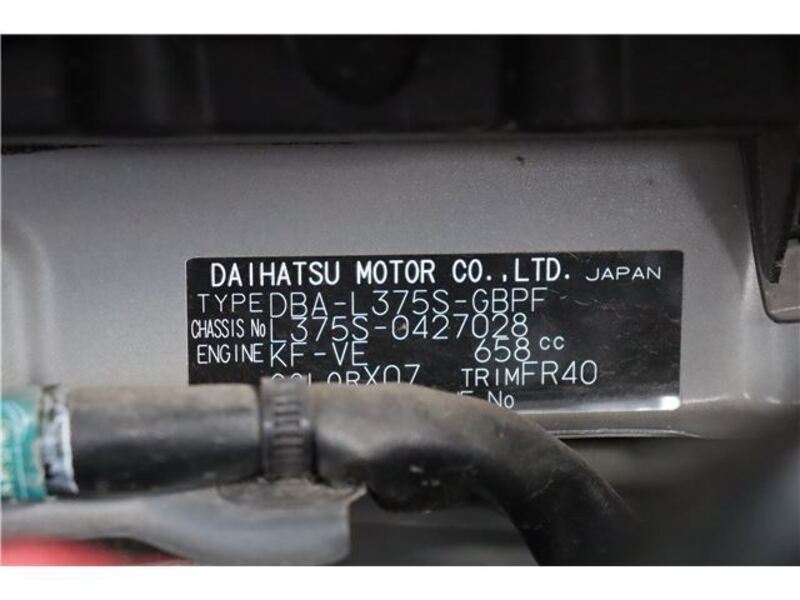 DAIHATSU MOTOR CO.,LTD. JAPAN
TYPE DBA-L375S-GBPF
CHASSIS No L375S-0427028
ENGINE KF-VE 658 cc
X07 TRIM FR40
No